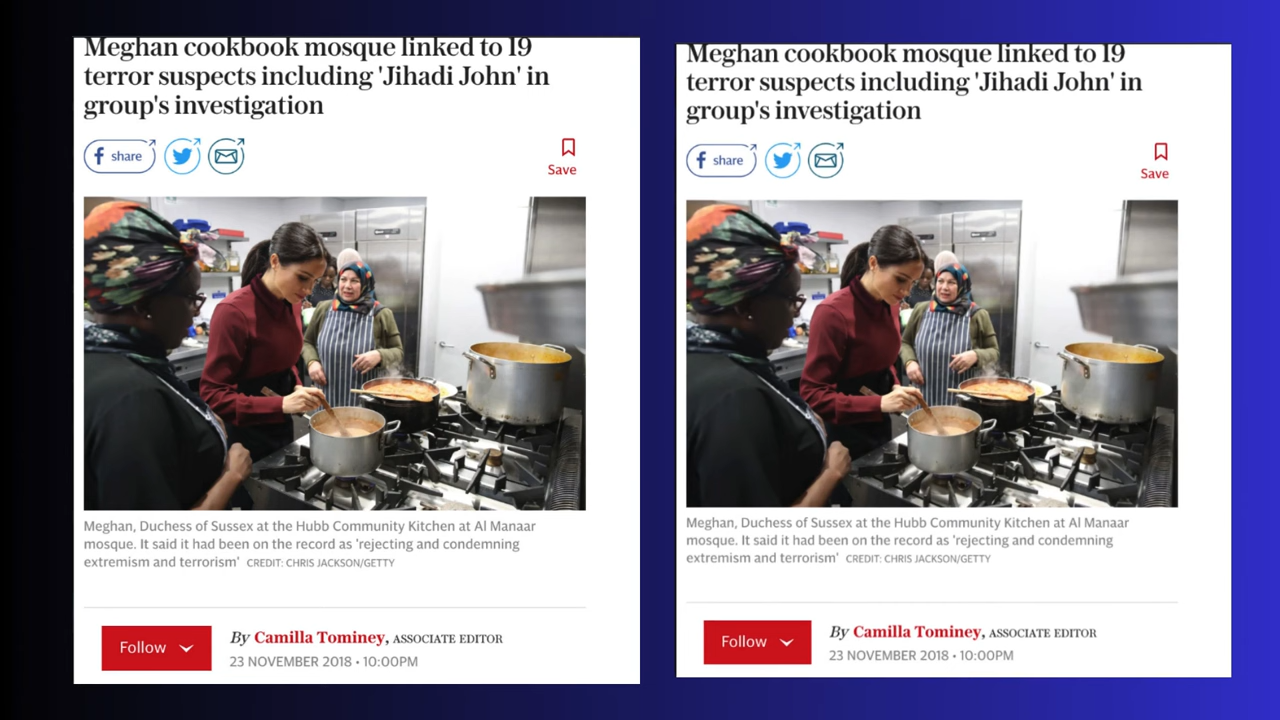 Meghan cookbook mosque linked to 19
terror suspects including 'Jihadi John' in
group's investigation
share
Save
Meghan, Duchess of Sussex at the Hubb Community Kitchen at Al Manaar
mosque. It said it had been on the record as 'rejecting and condemning
extremism and terrorism' CREDIT: CHRIS JACKSON/GETTY
Follow
By Camilla Tominey, ASSOCIATE EDITOR
23 NOVEMBER 2018 • 10:00PM
Meghan cookbook mosque linked to 19
terror suspects including 'Jihadi John' in
group's investigation
share
Save
Meghan, Duchess of Sussex at the Hubb Community Kitchen at Al Manaar
mosque. It said it had been on the record as 'rejecting and condemning
extremism and terrorism' CREDIT: CHRIS JACKSON/GETTY
Follow
By Camilla Tominey, ASSOCIATE EDITOR
23 NOVEMBER 2018 • 10:00PM